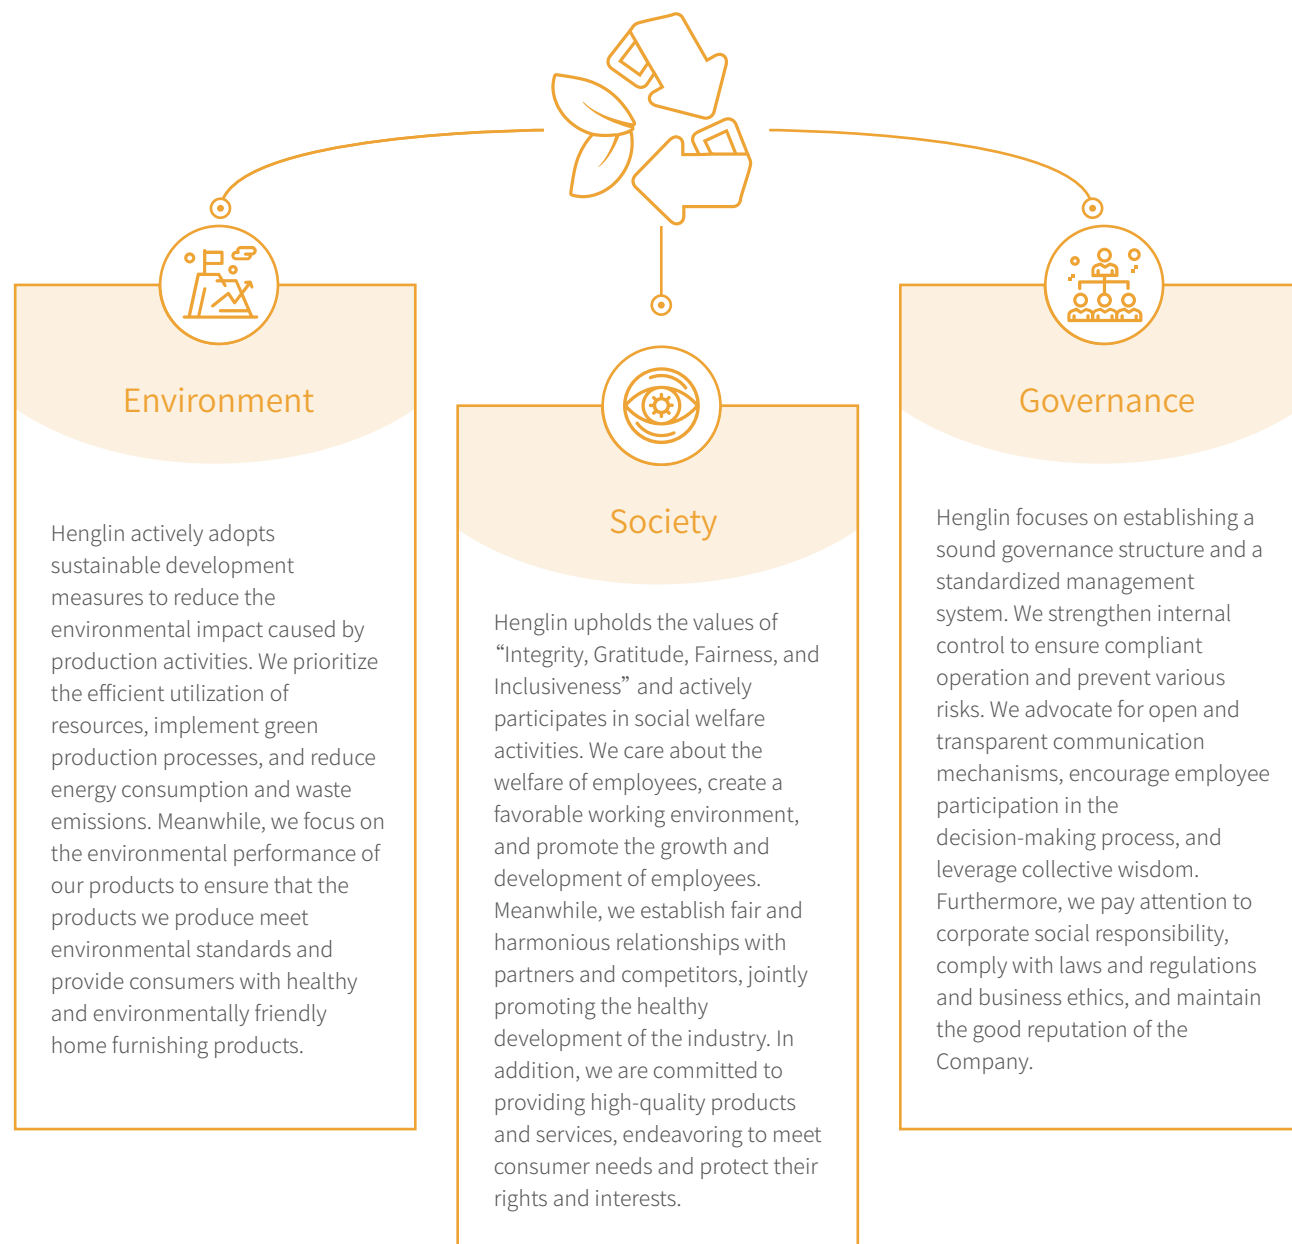 Environment
Henglin actively adopts
sustainable development
measures to reduce the
environmental impact caused by
production activities. We prioritize
the efficient utilization of
resources, implement green
production processes, and reduce
energy consumption and waste
emissions. Meanwhile, we focus on
the environmental performance of
our products to ensure that the
products we produce meet
environmental standards and
provide consumers with healthy
and environmentally friendly
home furnishing products.
Society
Henglin upholds the values of
“Integrity, Gratitude, Fairness, and
Inclusiveness” and actively
participates in social welfare
activities. We care about the
welfare of employees, create a
favorable working environment,
and promote the growth and
development of employees.
Meanwhile, we establish fair and
harmonious relationships with
partners and competitors, jointly
promoting the healthy
development of the industry. In
addition, we are committed to
providing high-quality products
and services, endeavoring to meet
consumer needs and protect their
rights and interests.
Governance
Henglin focuses on establishing a
sound governance structure and a
standardized management
system. We strengthen internal
control to ensure compliant
operation and prevent various
risks. We advocate for open and
transparent communication
mechanisms, encourage employee
participation in the
decision-making process, and
leverage collective wisdom.
Furthermore, we pay attention to
corporate social responsibility,
comply with laws and regulations
and business ethics, and maintain
the good reputation of the
Company.